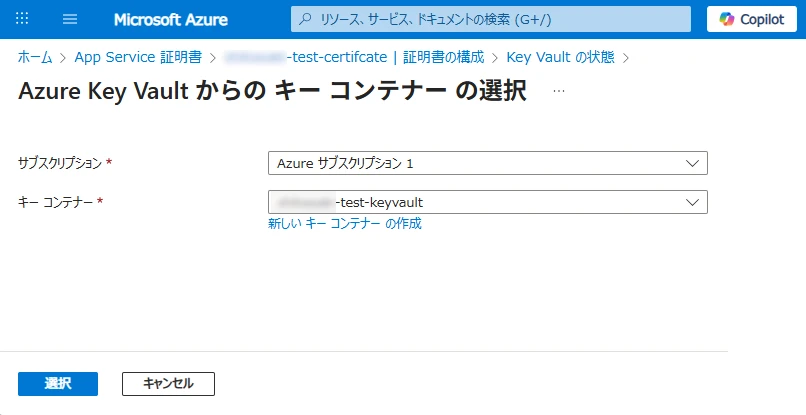 Microsoft Azure
リソース、サービス、ドキュメントの検索 (G+/)
Copilot
ホーム > App Service 証明書 > -test-certifcate | 証明書の構成 > Key Vault の状態 >
Azure Key Vault からの キー コンテナー の選択 …
サブスクリプション *
Azure サブスクリプション 1
キー コンテナー *
-test-keyvault
新しい キー コンテナー の作成
選択
キャンセル